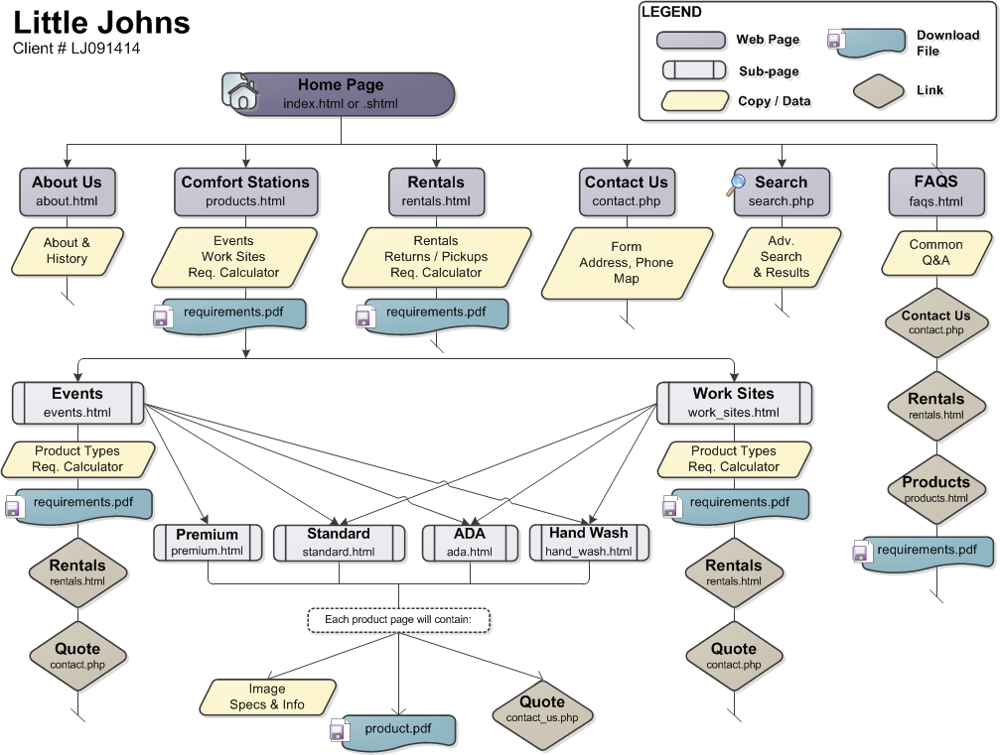 Little Johns
Client # LJ091414
LEGEND
Web Page
Sub-page
Copy / Data
Download
File
Link
Home Page
index.html or .shtml
About Us
about.html
Comfort Stations
products.html
Rentals
rentals.html
Contact Us
contact.php
Search
search.php
FAQS
faqs.html
About &
History
Events
Work Sites
Req. Calculator
Rentals
Returns / Pickups
Req. Calculator
Form
Address, Phone
Map
Adv.
Search
& Results
Common
Q&A
requirements.pdf
requirements.pdf
Contact Us
contact.php
Rentals
rentals.html
Products
products.html
requirements.pdf
Events
events.html
Work Sites
work_sites.html
Product Types
Req. Calculator
Product Types
Req. Calculator
requirements.pdf
requirements.pdf
Premium
premium.html
Standard
standard.html
ADA
ada.html
Hand Wash
hand_wash.html
Rentals
rentals.html
Rentals
rentals.html
Each product page will contain:
Quote
contact.php
Quote
contact.php
Image
Specs & Info
product.pdf
Quote
contact_us.php